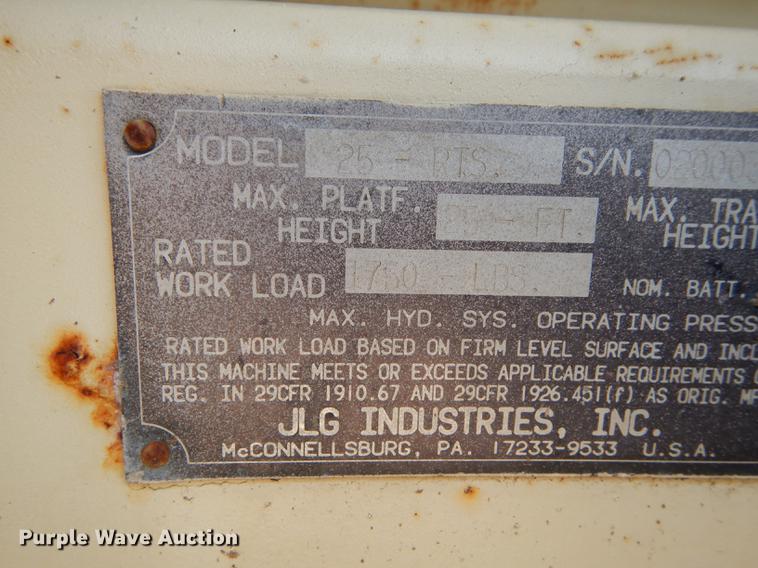 MODEL 25 - RTS. S/N. 020003
MAX. PLATF. HEIGHT 25 - FT. MAX. TRA
HEIGHT
RATED WORK LOAD 1750 - LBS. NOM. BATT.
MAX. HYD. SYS. OPERATING PRESS
RATED WORK LOAD BASED ON FIRM LEVEL SURFACE AND INCL
THIS MACHINE MEETS OR EXCEEDS APPLICABLE REQUIREMENTS
REG. IN 29CFR 1910.67 AND 29CFR 1926.451(f) AS ORIG. MF
JLG INDUSTRIES, INC.
McCONNELLSBURG, PA. 17233-9533 U.S.A.
Purple Wave Auction